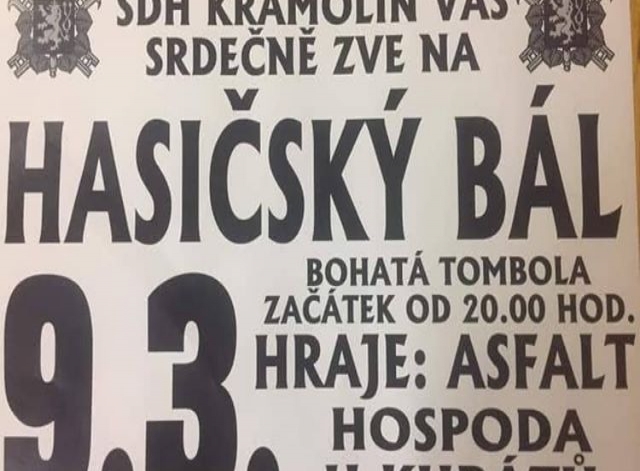 SDH KRAMOLÍN VÁS
SRDEČNĚ ZVE NA
HASIČSKÝ BÁL
BOHATÁ TOMBOLA
ZAČÁTEK OD 20.00 HOD.
9.3.
HRAJE: ASFALT
HOSPODA
U